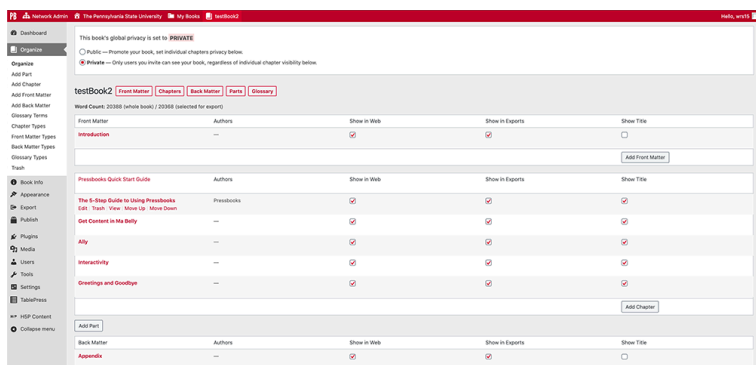 PB Network Admin The Pennsylvania State University My Books testBook2 Hello, wrs15
Dashboard
Organize
Organize
Add Part
Add Chapter
Add Front Matter
Add Back Matter
Glossary Terms
Chapter Types
Front Matter Types
Back Matter Types
Glossary Types
Trash
Book Info
Appearance
Export
Publish
Plugins
Media
Users
Tools
Settings
TablePress
H5P Content
Collapse menu
This book's global privacy is set to PRIVATE
Public — Promote your book, set individual chapters privacy below.
Private — Only users you invite can see your book, regardless of individual chapter visibility below.
testBook2 Front Matter Chapters Back Matter Parts Glossary
Word Count: 20368 (whole book) / 20368 (selected for export)
Front Matter Authors Show in Web Show in Exports Show Title
Introduction —
Add Front Matter
Pressbooks Quick Start Guide Authors Show in Web Show in Exports Show Title
The 5-Step Guide to Using Pressbooks Pressbooks
Edit | Trash | View | Move Up | Move Down
Get Content in Ma Belly —
Ally —
Interactivity —
Greetings and Goodbye —
Add Chapter
Add Part
Back Matter Authors Show in Web Show in Exports Show Title
Appendix —